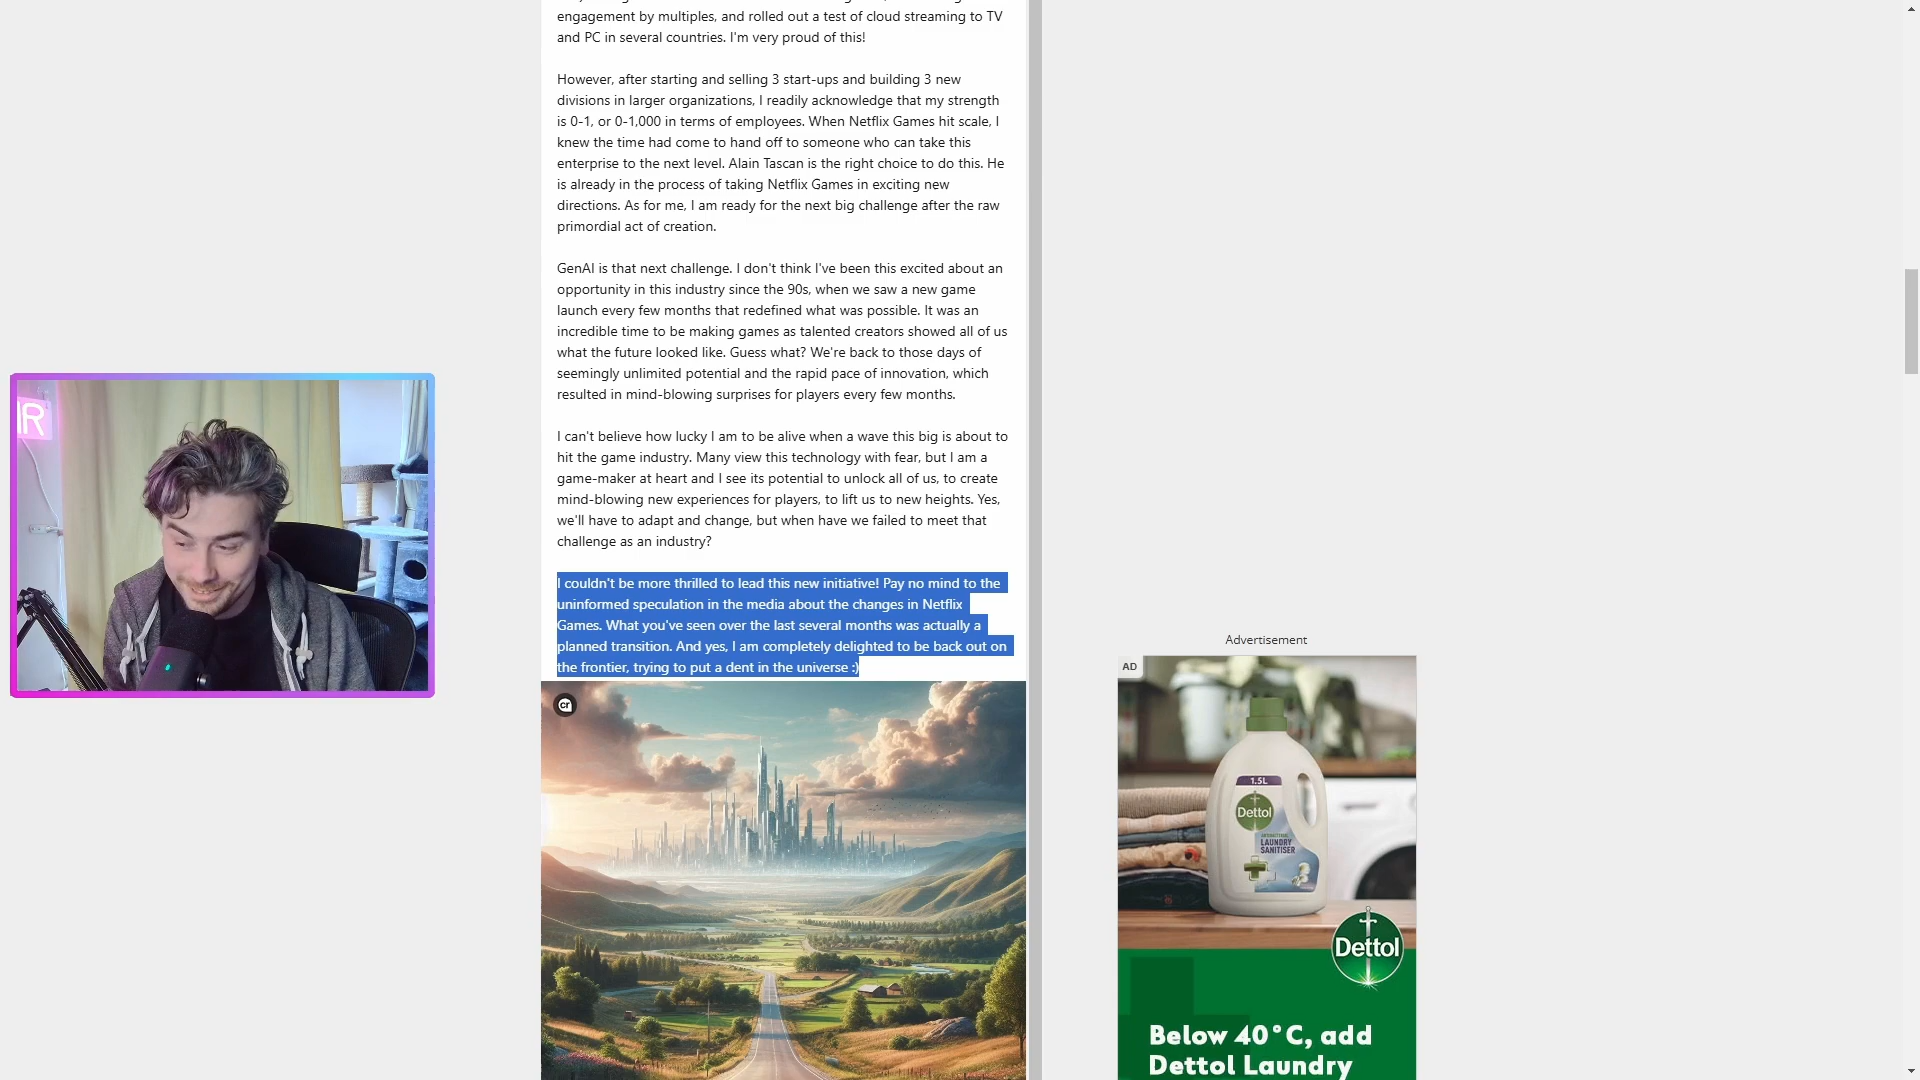 engagement by multiples, and rolled out a test of cloud streaming to TV
and PC in several countries. I'm very proud of this!
However, after starting and selling 3 start-ups and building 3 new
divisions in larger organizations, I readily acknowledge that my strength
is 0-1, or 0-1,000 in terms of employees. When Netflix Games hit scale, I
knew the time had come to hand off to someone who can take this
enterprise to the next level. Alain Tascan is the right choice to do this. He
is already in the process of taking Netflix Games in exciting new
directions. As for me, I am ready for the next big challenge after the raw
primordial act of creation.
GenAI is that next challenge. I don't think I've been this excited about an
opportunity in this industry since the 90s, when we saw a new game
launch every few months that redefined what was possible. It was an
incredible time to be making games as talented creators showed all of us
what the future looked like. Guess what? We're back to those days of
seemingly unlimited potential and the rapid pace of innovation, which
resulted in mind-blowing surprises for players every few months.
I can't believe how lucky I am to be alive when a wave this big is about to
hit the game industry. Many view this technology with fear, but I am a
game-maker at heart and I see its potential to unlock all of us, to create
mind-blowing new experiences for players, to lift us to new heights. Yes,
we'll have to adapt and change, but when have we failed to meet that
challenge as an industry?
I couldn't be more thrilled to lead this new initiative! Pay no mind to the
uninformed speculation in the media about the changes in Netflix
Games. What you've seen over the last several months was actually a
planned transition. And yes, I am completely delighted to be back out on
the frontier, trying to put a dent in the universe :)
cr
R
Advertisement
AD
1.5L
Dettol
ANTIBACTERIAL
LAUNDRY
SANITISER
Dettol
Below 40°C, add
Dettol Laundry